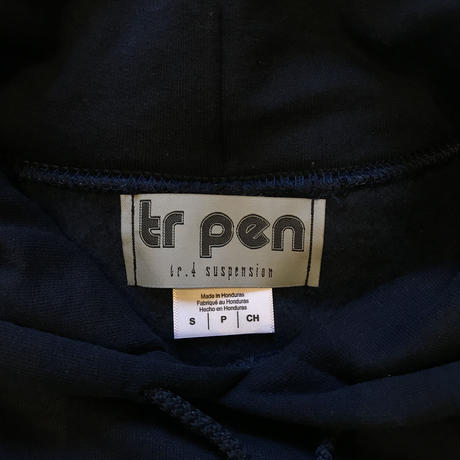 tr pen
tr.4 suspension
Made in Honduras
Fabriqué au Honduras
Hecho en Honduras
S P CH